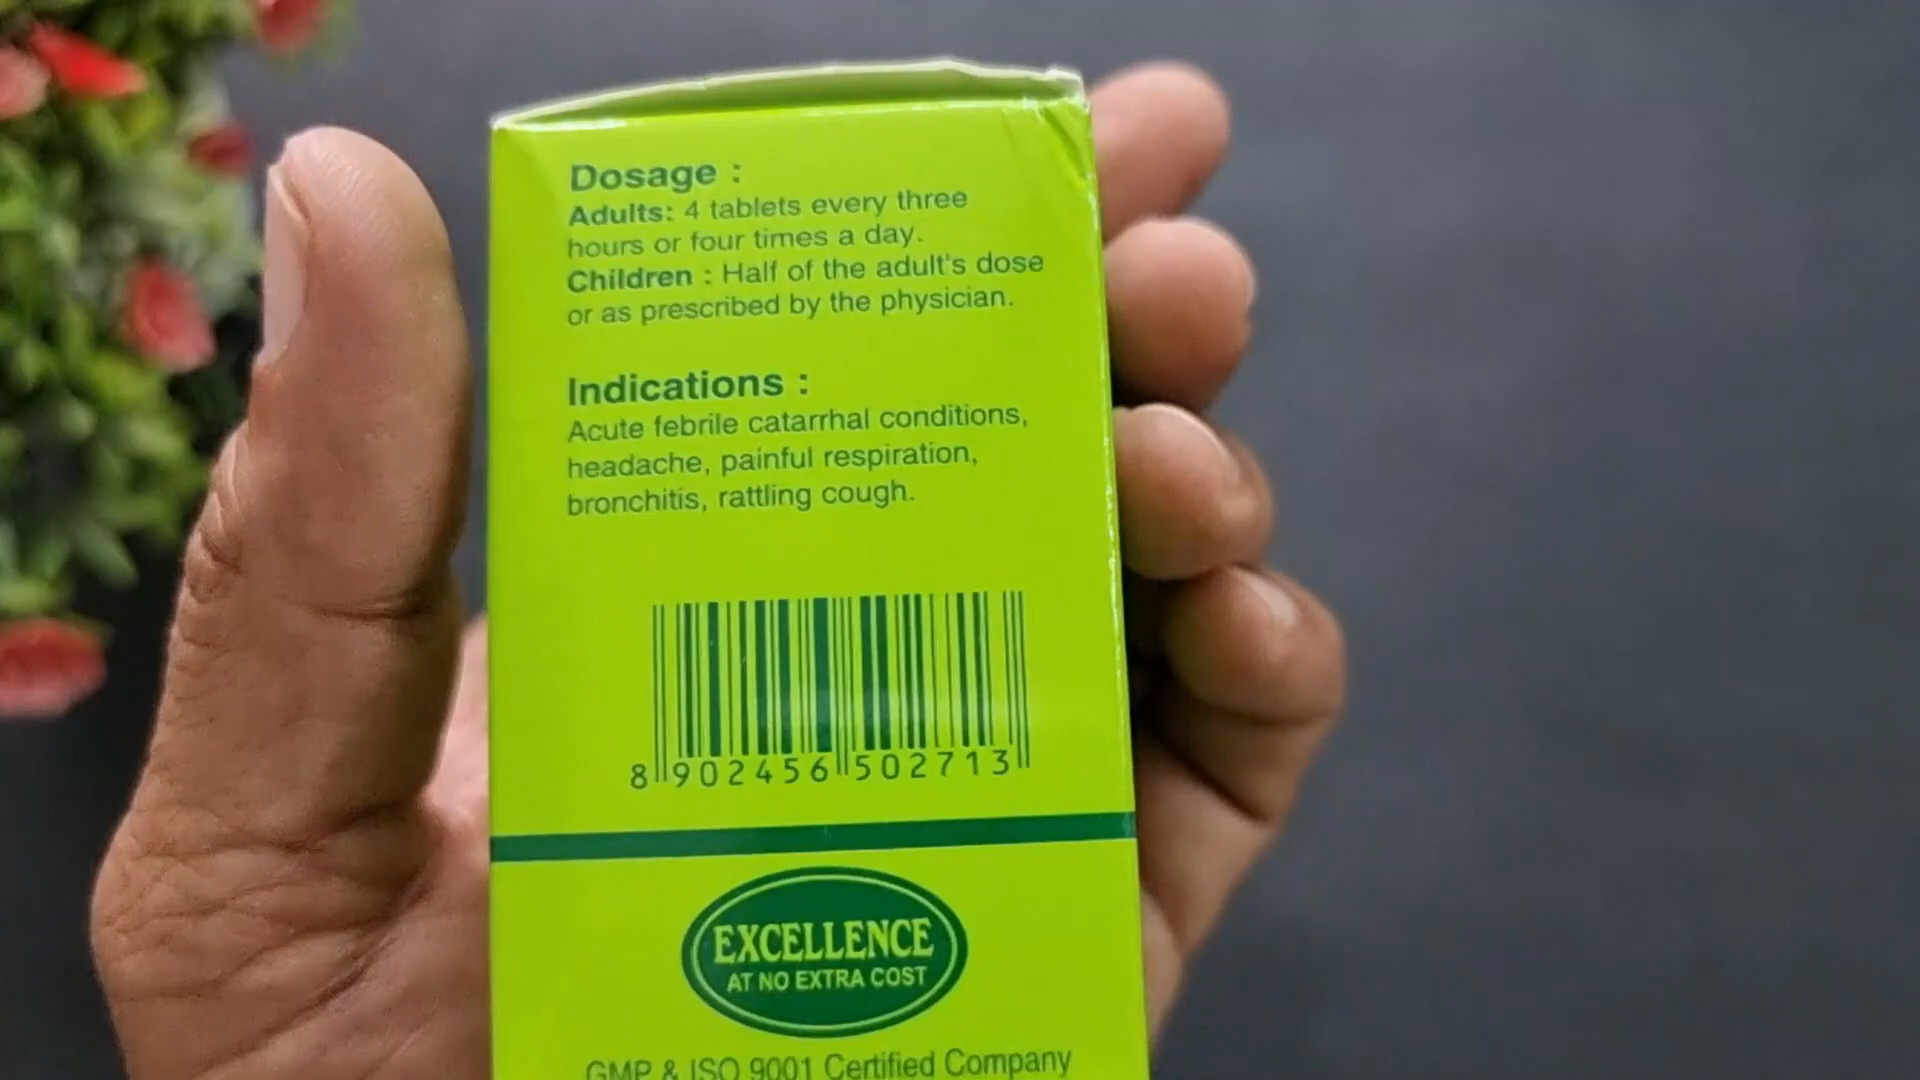 Dosage :
Adults: 4 tablets every three
hours or four times a day.
Children : Half of the adult's dose
or as prescribed by the physician.
Indications :
Acute febrile catarrhal conditions,
headache, painful respiration,
bronchitis, rattling cough.
8 902456 502713
EXCELLENCE
AT NO EXTRA COST
GMP & ISO 9001 Certified Company